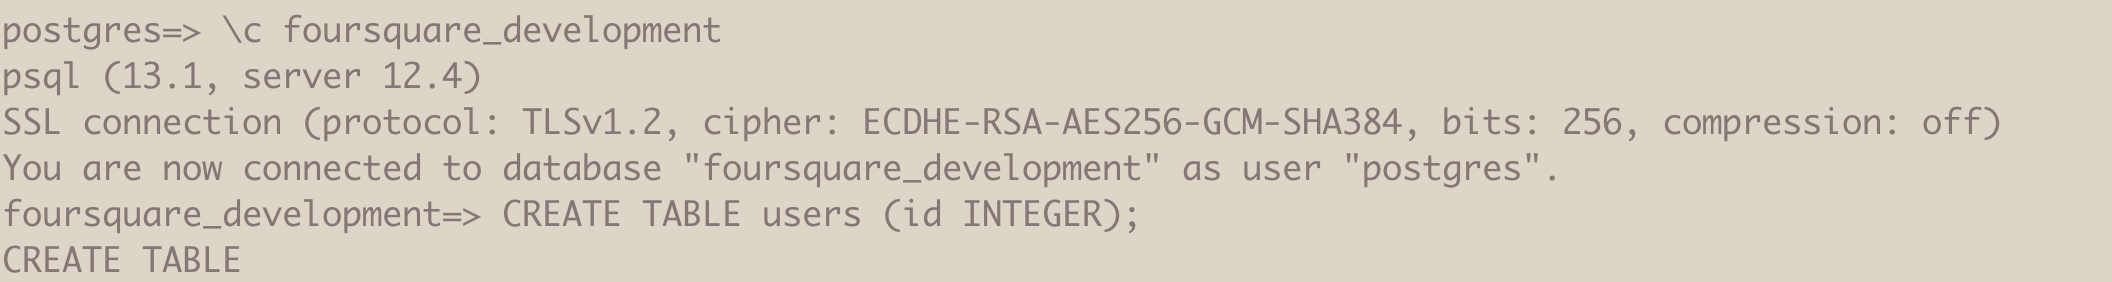 postgres=> \c foursquare_development
psql (13.1, server 12.4)
SSL connection (protocol: TLSv1.2, cipher: ECDHE-RSA-AES256-GCM-SHA384, bits: 256, compression: off)
You are now connected to database "foursquare_development" as user "postgres".
foursquare_development=> CREATE TABLE users (id INTEGER);
CREATE TABLE